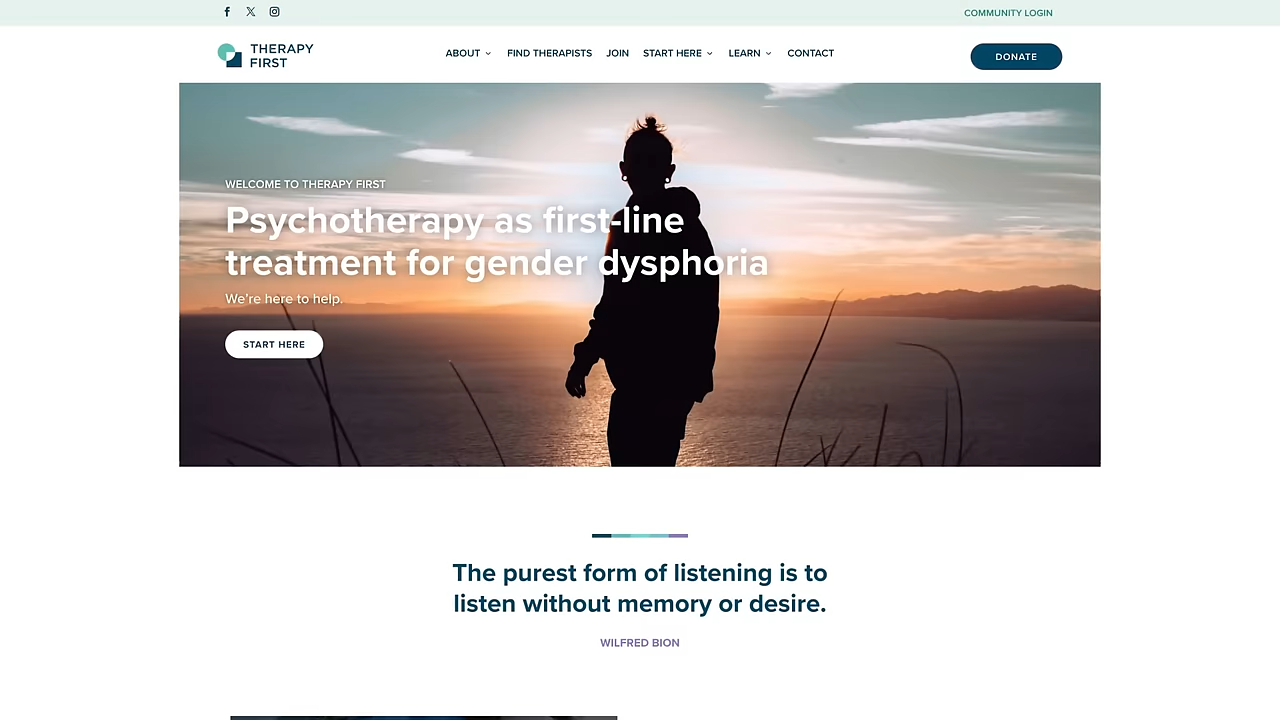 COMMUNITY LOGIN
THERAPY
FIRST
ABOUT
FIND THERAPISTS
JOIN
START HERE
LEARN
CONTACT
DONATE
WELCOME TO THERAPY FIRST
Psychotherapy as first-line
treatment for gender dysphoria
We're here to help.
START HERE
The purest form of listening is to
listen without memory or desire.
WILFRED BION